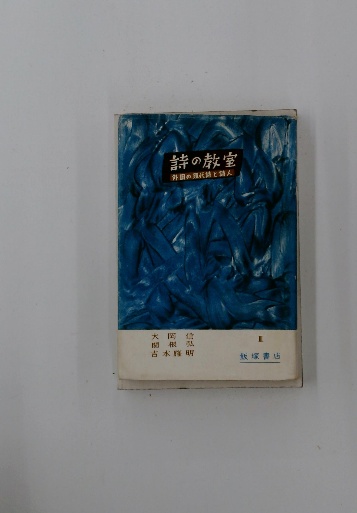 詩の教室
外国の現代詩と詩人
大岡信
関根弘
吉本隆明
II
飯塚書店